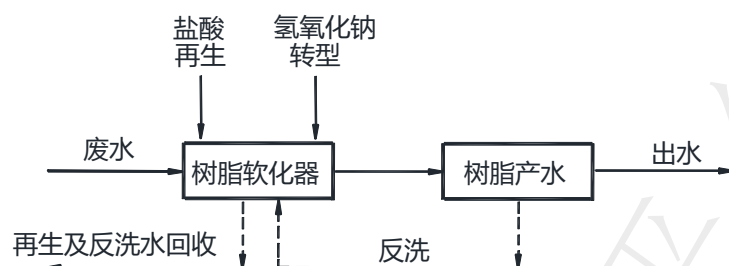 盐酸
再生
氢氧化钠
转型
废水
树脂软化器
树脂产水
出水
再生及反洗水回收
反洗